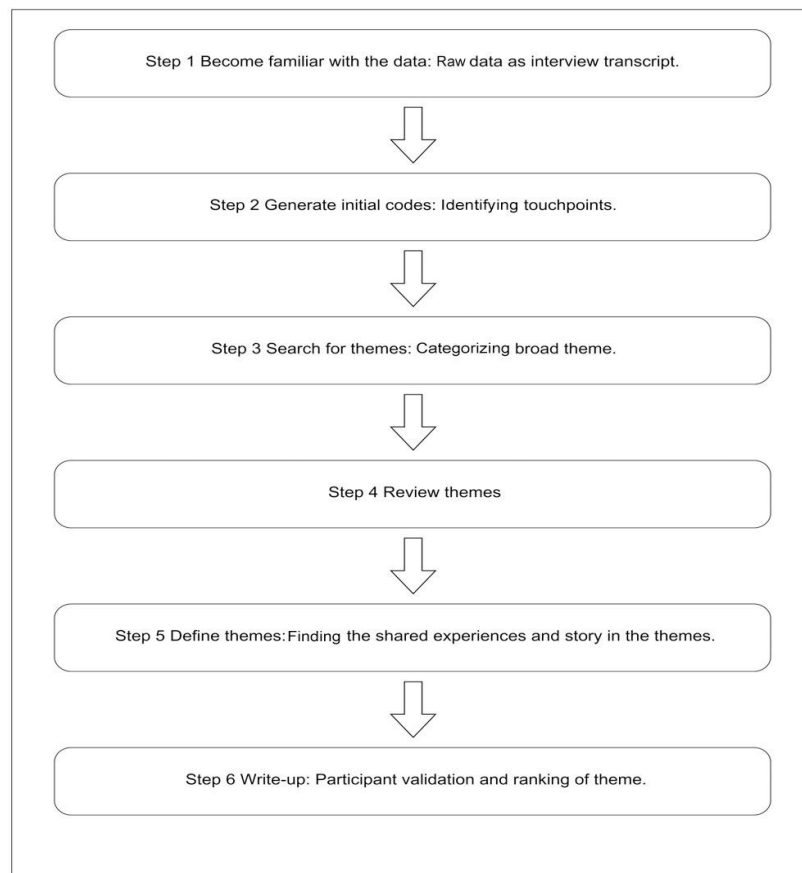 Step 1 Become familiar with the data: Raw data as interview transcript.
Step 2 Generate initial codes: Identifying touchpoints.
Step 3 Search for themes: Categorizing broad theme.
Step 4 Review themes
Step 5 Define themes: Finding the shared experiences and story in the themes.
Step 6 Write-up: Participant validation and ranking of theme.